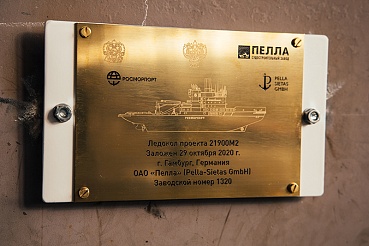 ПЕЛЛА
СУДОСТРОИТЕЛЬНЫЙ ЗАВОД
РОСМОРПОРТ
PELLA
SIETAS
GMBH
Ледокол проекта 21900М2
Заложен 29 октября 2020 г.
г. Гамбург, Германия
ОАО «Пелла» (Pella-Sietas GmbH)
Заводской номер 1320